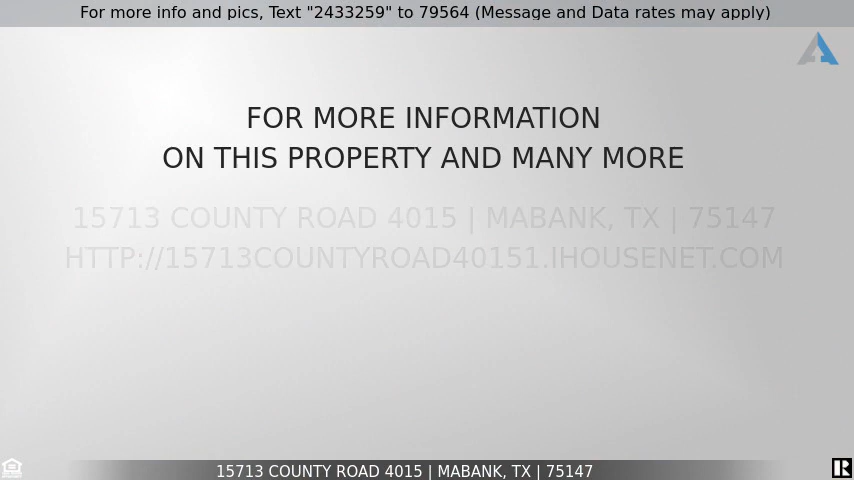 For more info and pics, Text "2433259" to 79564 (Message and Data rates may apply)
FOR MORE INFORMATION
ON THIS PROPERTY AND MANY MORE
15713 COUNTY ROAD 4015 | MABANK, TX | 75147
HTTP://15713COUNTYROAD40151.IHOUSENET.COM
15713 COUNTY ROAD 4015 | MABANK, TX | 75147